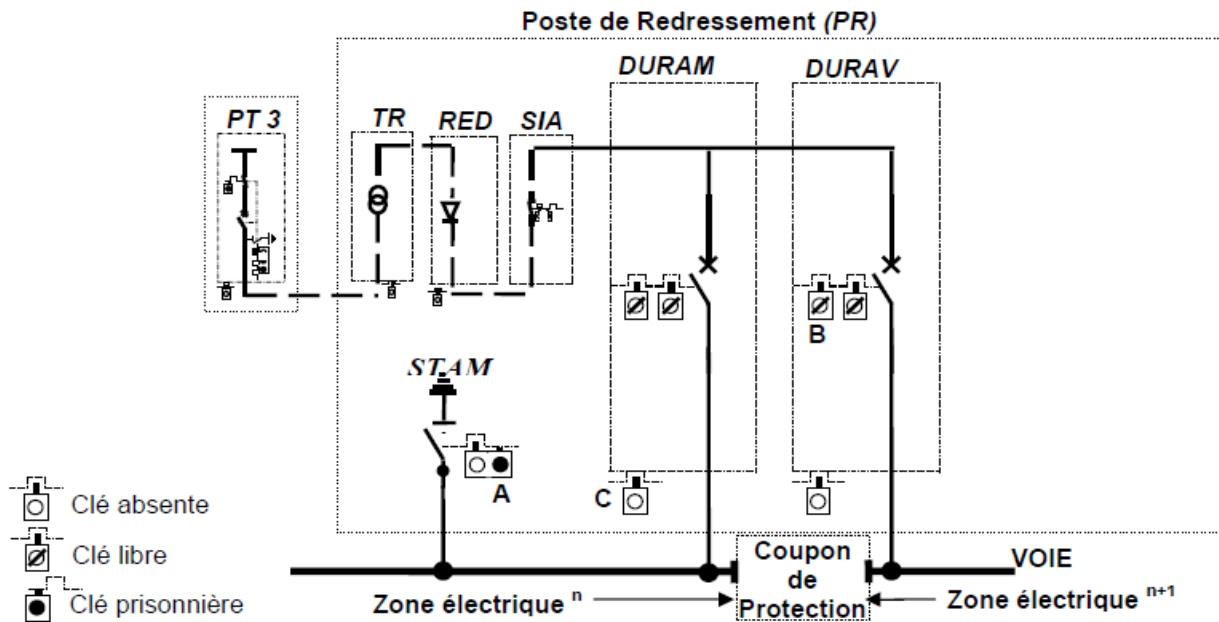 Poste de Redressement (PR)
DURAM
DURAV
PT 3
TR
RED
SIA
B
STAM
A
C
Clé absente
Clé libre
Clé prisonnière
Coupon de Protection
VOIE
Zone électrique n
Zone électrique n+1